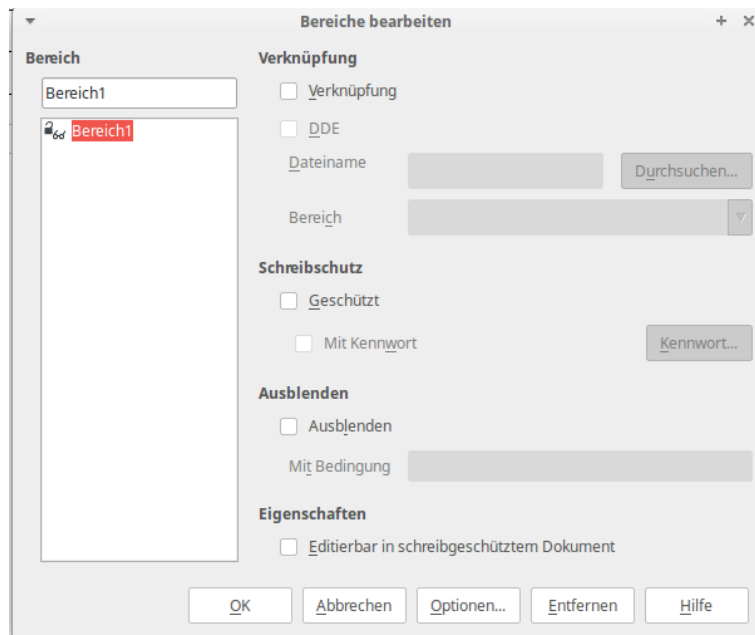 Bereiche bearbeiten
Bereich
Bereich1
Bereich1
Verknüpfung
Verknüpfung
DDE
Dateiname
Durchsuchen...
Bereich
Schreibschutz
Geschützt
Mit Kennwort
Kennwort...
Ausblenden
Ausblenden
Mit Bedingung
Eigenschaften
Editierbar in schreibgeschütztem Dokument
OK
Abbrechen
Optionen...
Entfernen
Hilfe